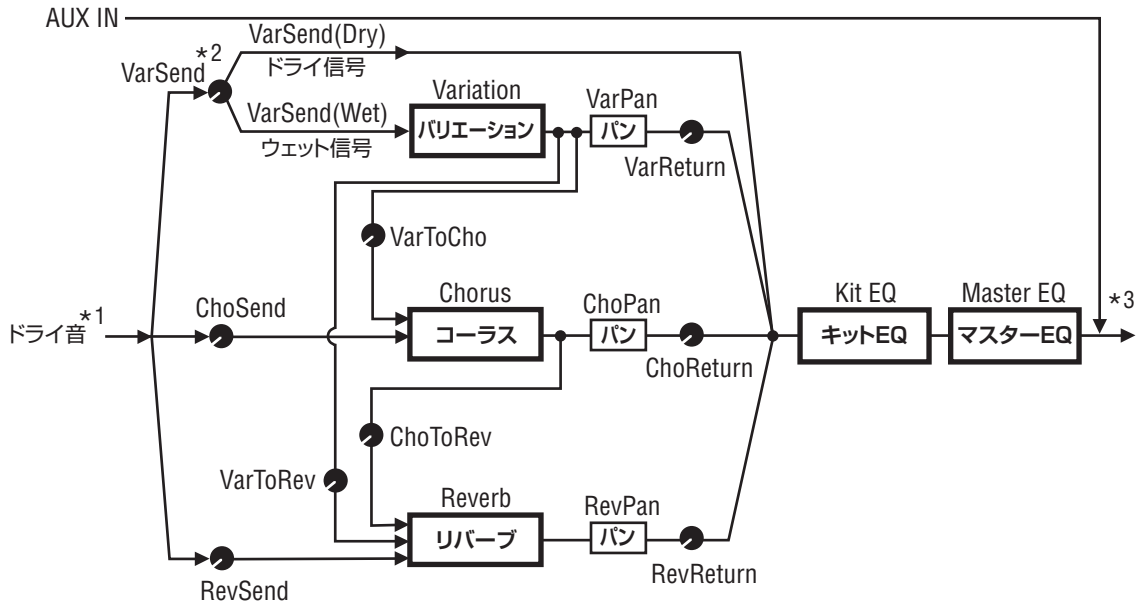 AUX IN
VarSend *2
VarSend(Dry)
ドライ信号
VarSend(Wet)
ウェット信号
Variation
バリエーション
VarPan
パン
VarReturn
VarToCho
ドライ音 *1
ChoSend
Chorus
コーラス
ChoPan
パン
ChoReturn
Kit EQ
キットEQ
Master EQ
マスターEQ
*3
ChoToRev
VarToRev
Reverb
リバーブ
RevPan
パン
RevReturn
RevSend